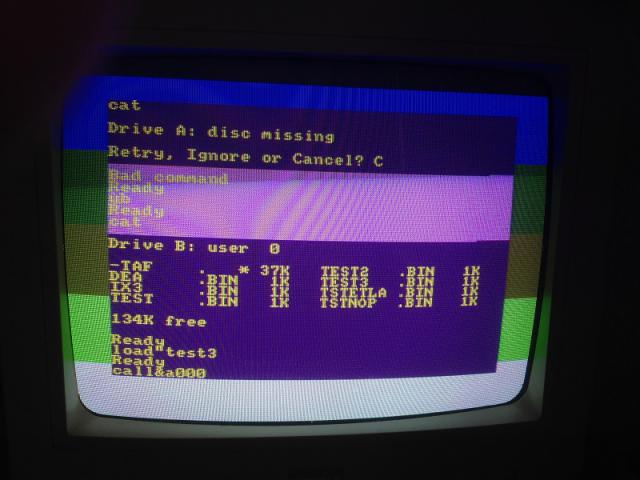 cat
Drive A: disc missing
Retry, Ignore or Cancel? C
Bad command
Ready
Ready
cat
Drive B: user 0
-TAF . * 37K TEST2 .BIN 1K
DEA .BIN 1K TEST3 .BIN 1K
IX3 .BIN 1K TSTETLA .BIN 1K
TEST .BIN 1K TSTNOP .BIN 1K
134K free
Ready
load"test3
Ready
call&a000